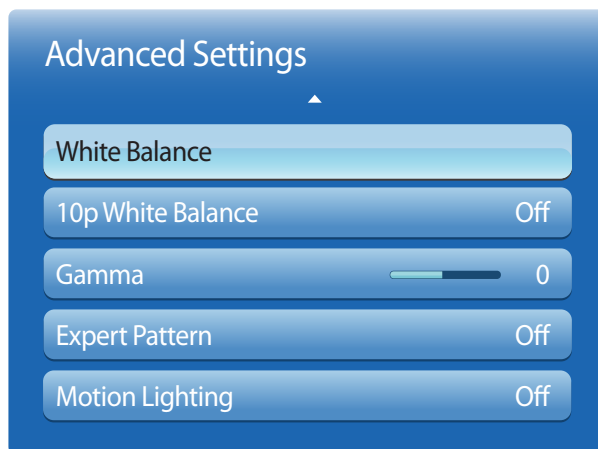 Advanced Settings
White Balance
10p White Balance Off
Gamma 0
Expert Pattern Off
Motion Lighting Off